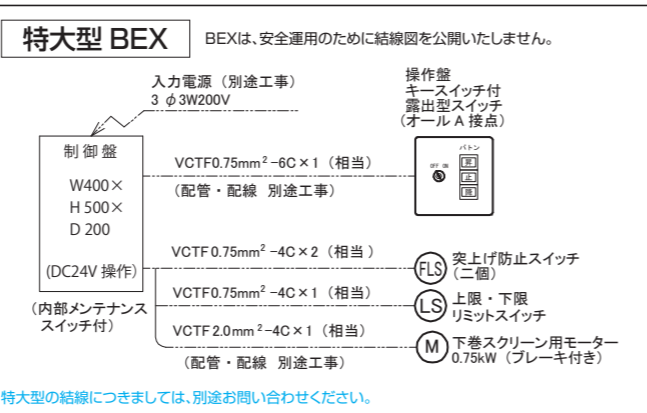 特大型 BEX
BEXは、安全運用のために結線図を公開いたしません。
入力電源（別途工事）
3 φ3W200V
操作盤
キースイッチ付
露出型スイッチ
（オール A 接点）
制御盤
W400×
H 500×
D 200
(DC24V 操作)
（内部メンテナンス
スイッチ付）
VCTF0.75mm²-6C×1（相当）
（配管・配線 別途工事）
バトン
OFF ON
昇
止
降
VCTF0.75mm²-4C×2（相当）
FLS
突上げ防止スイッチ
（二個）
VCTF0.75mm²-4C×1（相当）
LS
上限・下限
リミットスイッチ
VCTF2.0mm²-4C×1（相当）
（配管・配線 別途工事）
M
下巻スクリーン用モーター
0.75kW（ブレーキ付き）
特大型の結線につきましては、別途お問い合わせください。